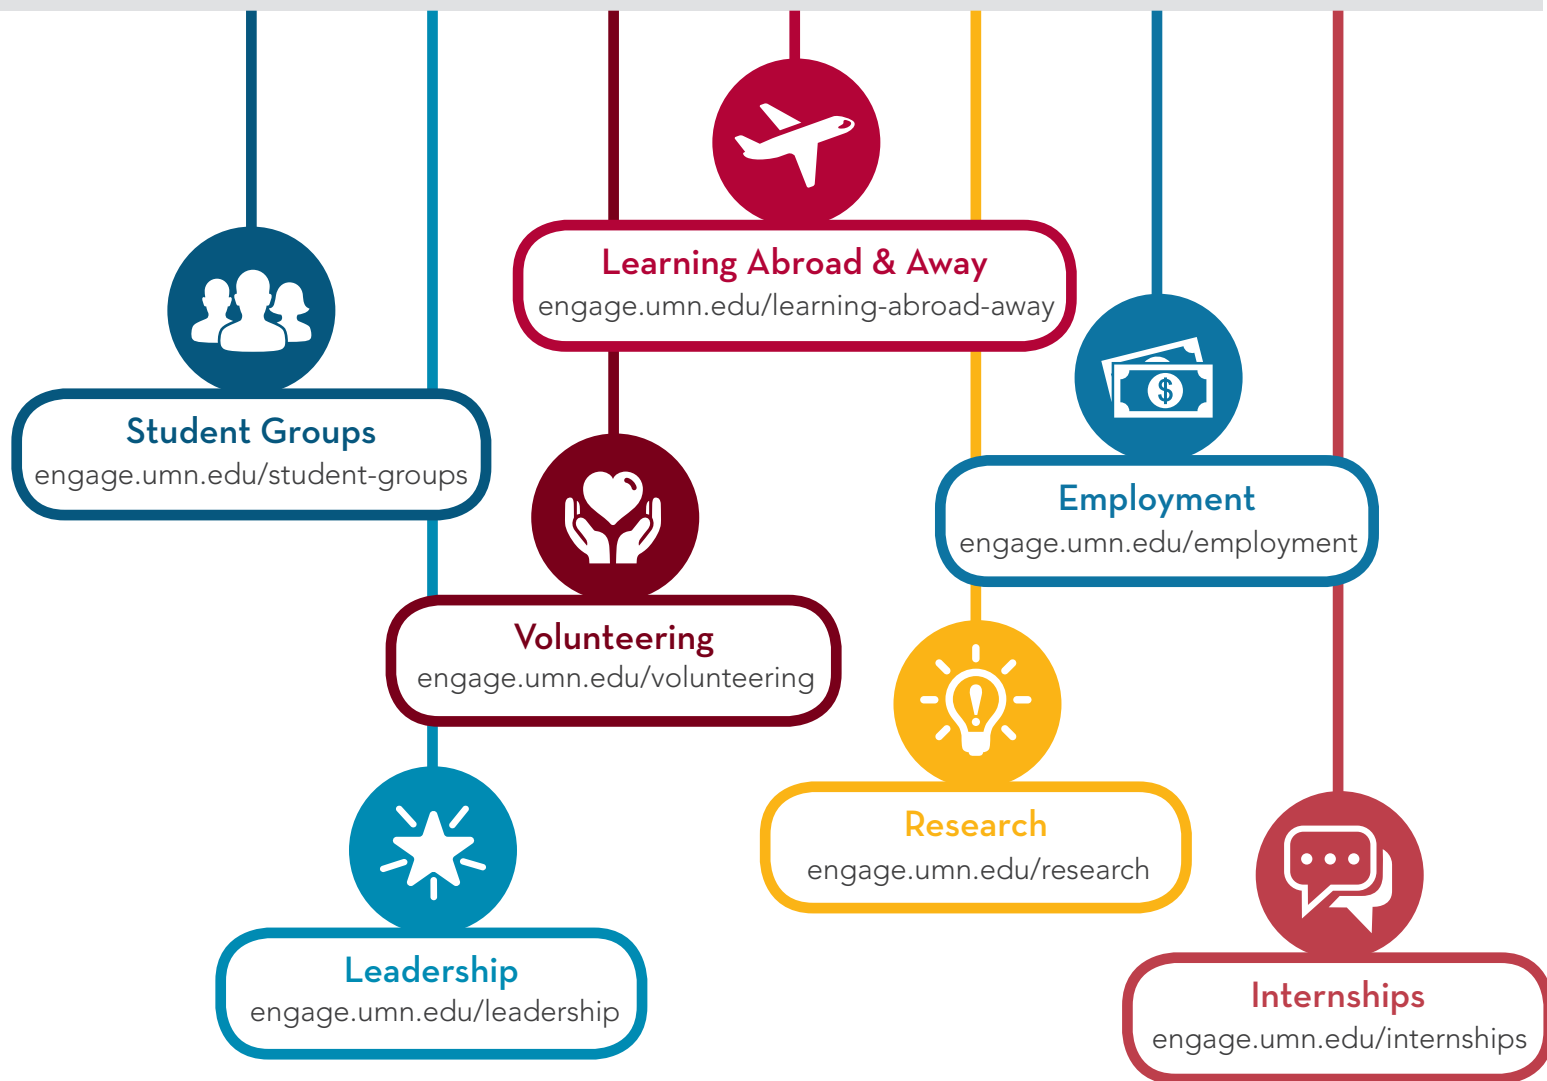 Learning Abroad & Away
engage.umn.edu/learning-abroad-away
Student Groups
engage.umn.edu/student-groups
Employment
engage.umn.edu/employment
Volunteering
engage.umn.edu/volunteering
Research
engage.umn.edu/research
Leadership
engage.umn.edu/leadership
Internships
engage.umn.edu/internships
$